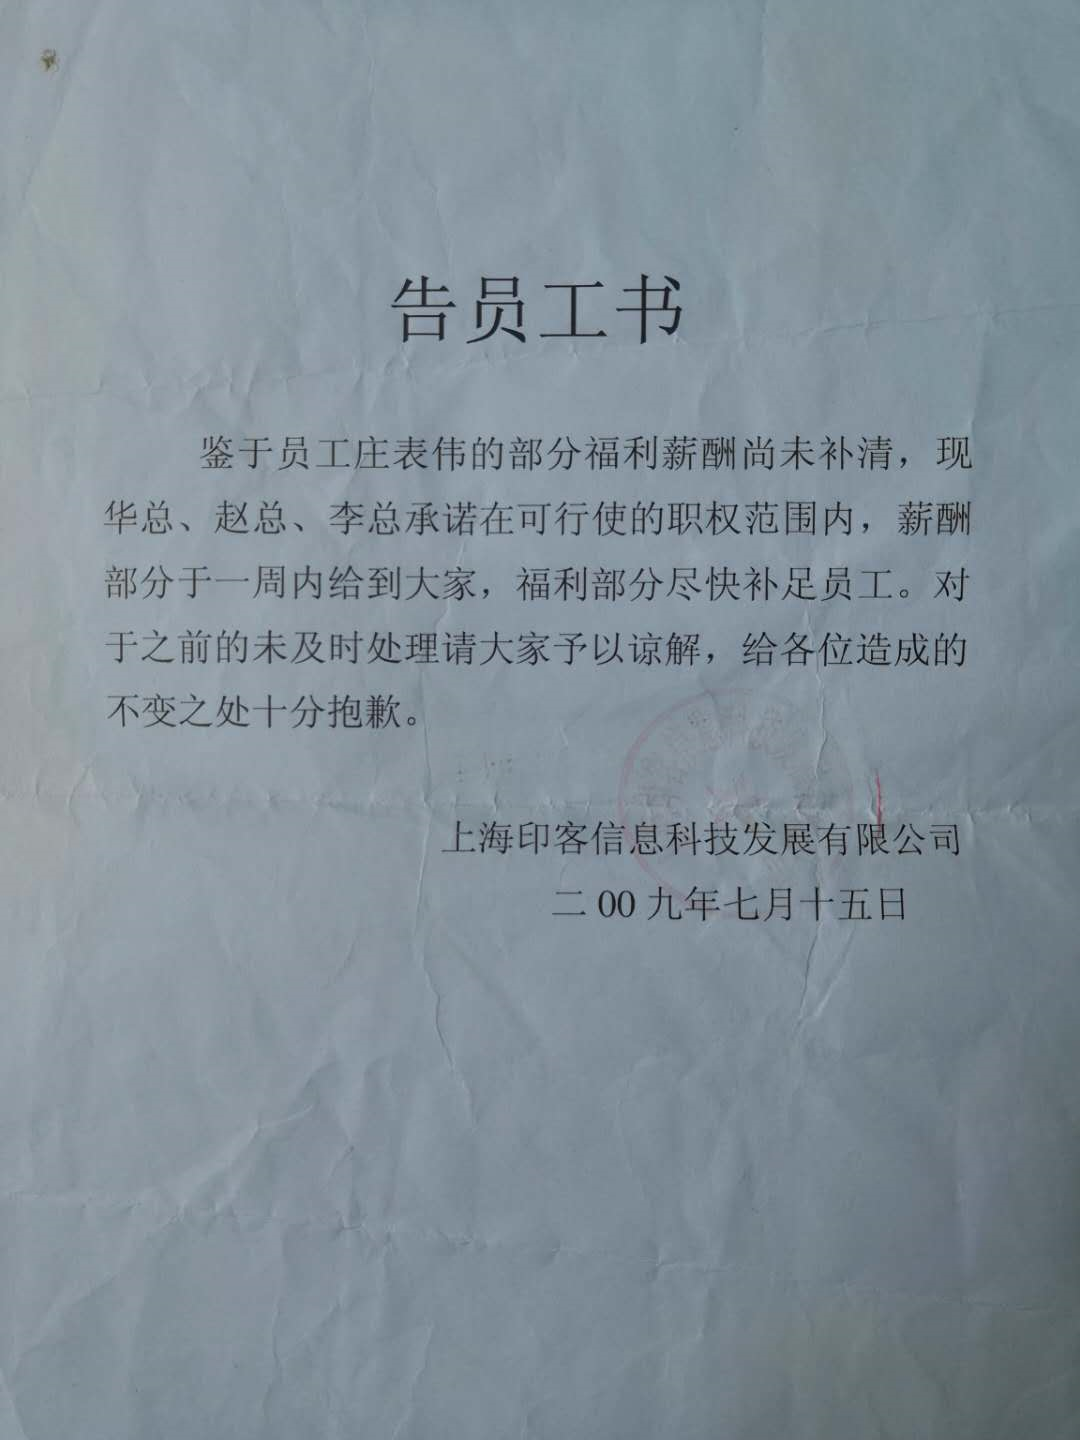 告员工书
鉴于员工庄表伟的部分福利薪酬尚未补清，现
华总、赵总、李总承诺在可行使的职权范围内，薪酬
部分于一周内给到大家，福利部分尽快补足员工。对
于之前的未及时处理请大家予以谅解，给各位造成的
不变之处十分抱歉。
上海印客信息科技发展有限公司
二00九年七月十五日